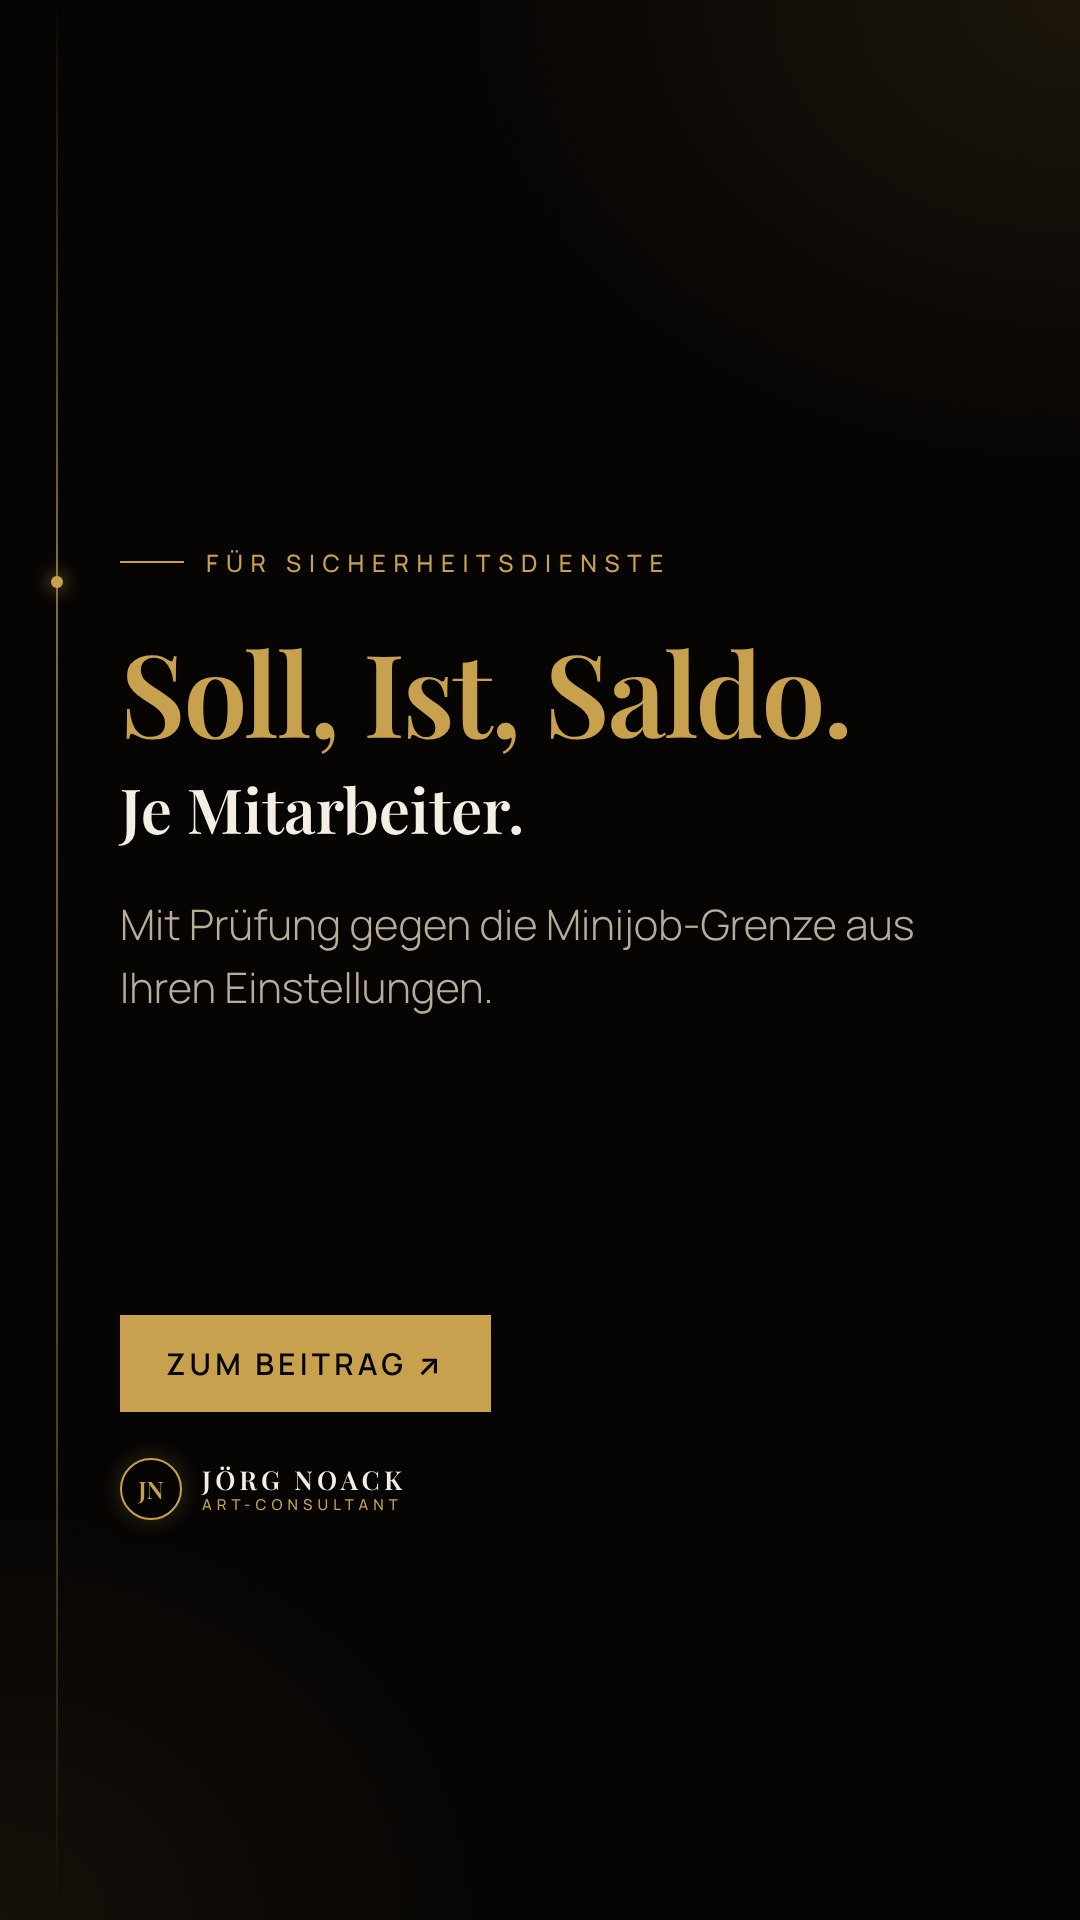 FÜR SICHERHEITSDIENSTE
Soll, Ist, Saldo.
Je Mitarbeiter.
Mit Prüfung gegen die Minijob-Grenze aus
Ihren Einstellungen.
ZUM BEITRAG ↗
JN
JÖRG NOACK
ART-CONSULTANT